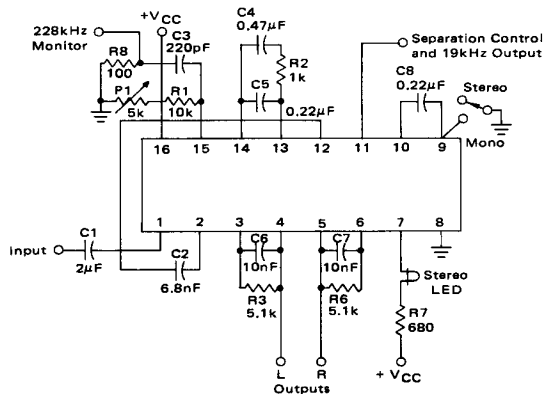 228kHz
Monitor
+VCC
C3
220pF
C4
0.47µF
R8
100
R2
1k
Separation Control
and 19kHz Output
P1
5k
R1
10k
C5
0.22µF
C8
0.22µF
Stereo
Mono
16 15 14 13 12 11 10 9
1 2 3 4 5 6 7 8
Input
C1
2µF
C2
6.8nF
C6
10nF
R3
5.1k
C7
10nF
R6
5.1k
Stereo
LED
R7
680
L R
Outputs
+ VCC